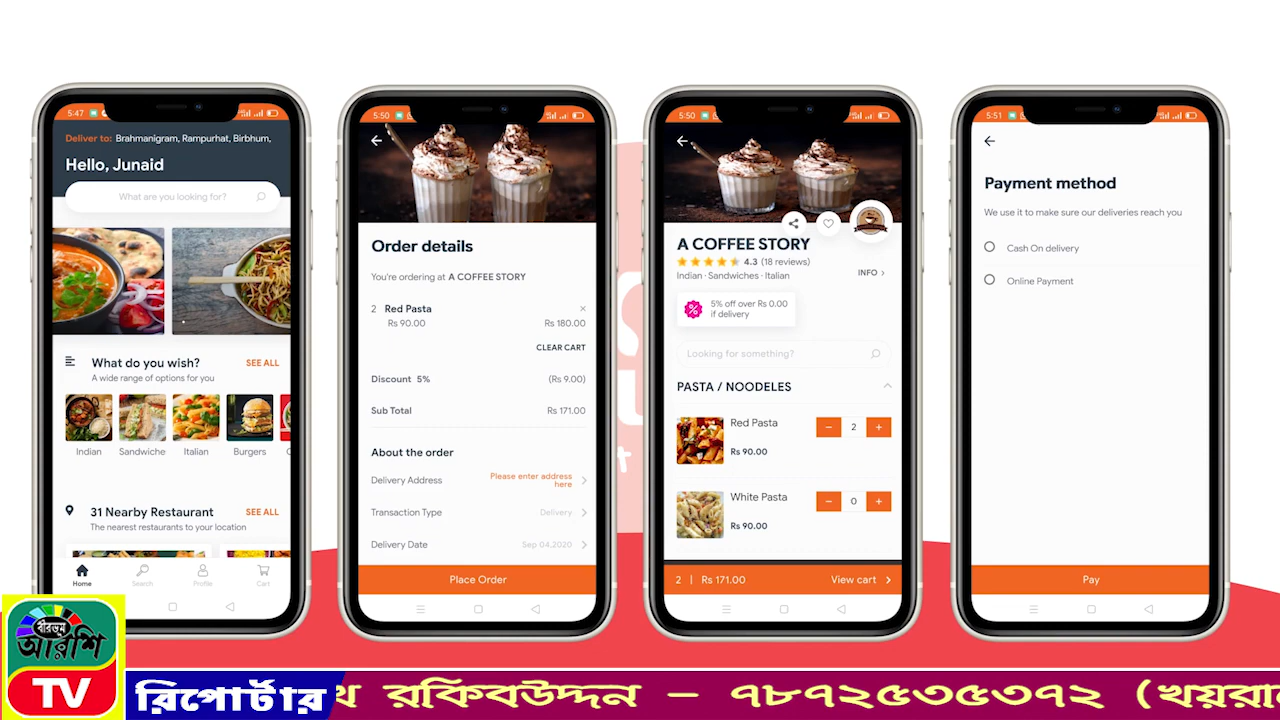 5:47
Deliver to: Brahmanigram, Rampurhat, Birbhum,
Hello, Junaid
What are you looking for?
What do you wish? SEE ALL
A wide range of options for you
Indian Sandwiche Italian Burgers
31 Nearby Restaurant SEE ALL
The nearest restaurants to your location
Home Search Profile Cart
5:50
Order details
You're ordering at A COFFEE STORY
2 Red Pasta ×
Rs 90.00 Rs 180.00
CLEAR CART
Discount 5% (Rs 9.00)
Sub Total Rs 171.00
About the order
Delivery Address Please enter address here
Transaction Type Delivery
Delivery Date Sep 04,2020
Place Order
5:50
A COFFEE STORY
4.3 (18 reviews)
Indian · Sandwiches · Italian INFO >
5% off over Rs 0.00
if delivery
Looking for something?
PASTA / NOODELES
Red Pasta
− 2 +
Rs 90.00
White Pasta
− 0 +
Rs 90.00
2 | Rs 171.00 View cart >
5:51
Payment method
We use it to make sure our deliveries reach you
Cash On delivery
Online Payment
Pay
বীরভূম
আরশি
TV
রিপোর্টার
রকিবউদ্দন – ৭৮৭২৫৩৫৩৭২